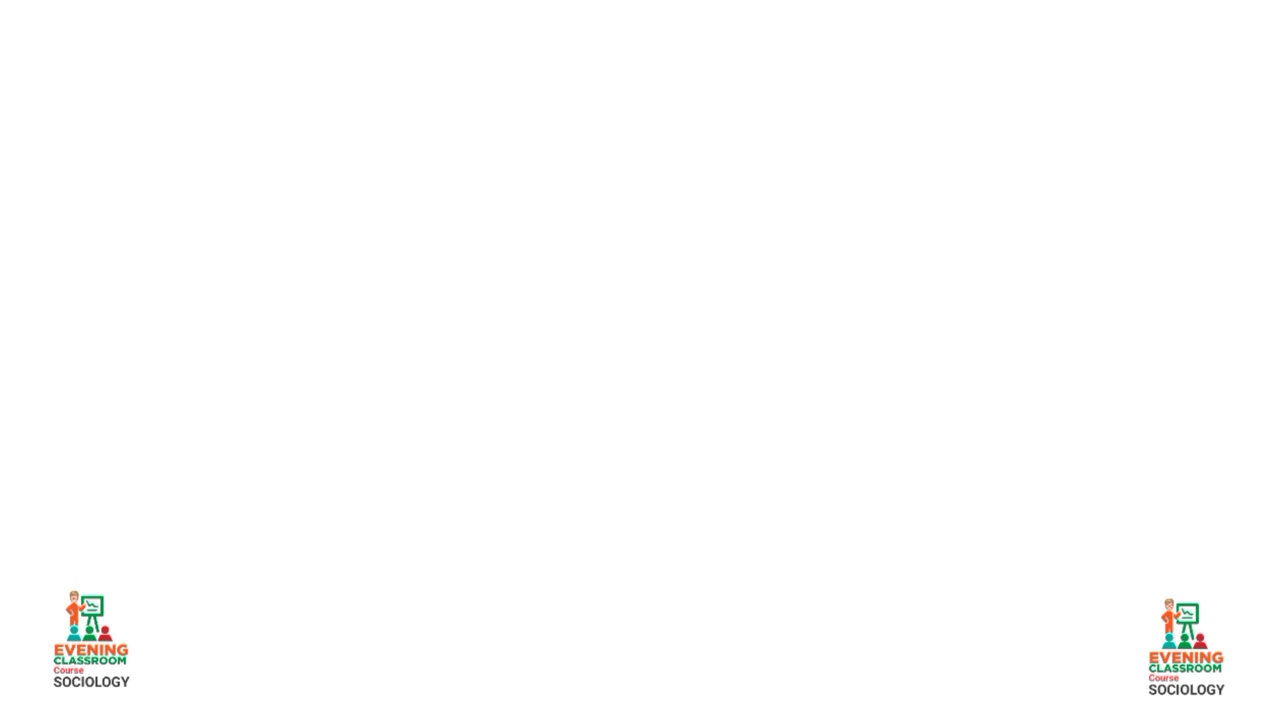 EVENING
CLASSROOM
Course
SOCIOLOGY
EVENING
CLASSROOM
Course
SOCIOLOGY